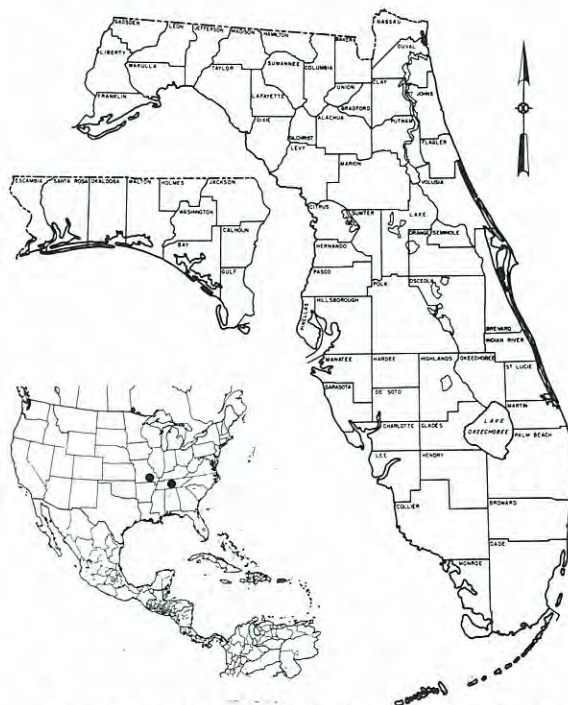 NASSAU
GADSDEN
LEON
JEFFERSON
MADISON
HAMILTON
BAKER
DUVAL
LIBERTY
WAKULLA
TAYLOR
SUWANNEE
COLUMBIA
UNION
CLAY
ST JOHNS
FRANKLIN
LAFAYETTE
BRADFORD
PUTNAM
DIXIE
GILCHRIST
ALACHUA
FLAGLER
LEVY
MARION
VOLUSIA
ESCAMBIA
SANTA ROSA
OKALOOSA
WALTON
HOLMES
JACKSON
WASHINGTON
BAY
CALHOUN
GULF
CITRUS
SUMTER
LAKE
ORANGE
SEMINOLE
HERNANDO
PASCO
POLK
OSCEOLA
HILLSBOROUGH
PINELLAS
BREVARD
INDIAN RIVER
MANATEE
HARDEE
HIGHLANDS
OKEECHOBEE
ST LUCIE
SARASOTA
DE SOTO
MARTIN
CHARLOTTE
GLADES
LAKE
OKEECHOBEE
PALM BEACH
LEE
HENDRY
COLLIER
BROWARD
DADE
MONROE